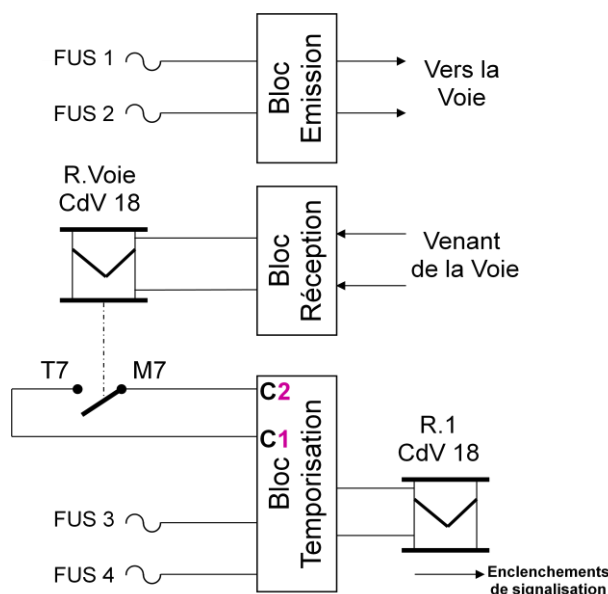 FUS 1
FUS 2
Bloc
Emission
Vers la
Voie
R.Voie
CdV 18
Bloc
Réception
Venant
de la Voie
T7
M7
C2
C1
Bloc
Temporisation
R.1
CdV 18
FUS 3
FUS 4
Enclenchements
de signalisation